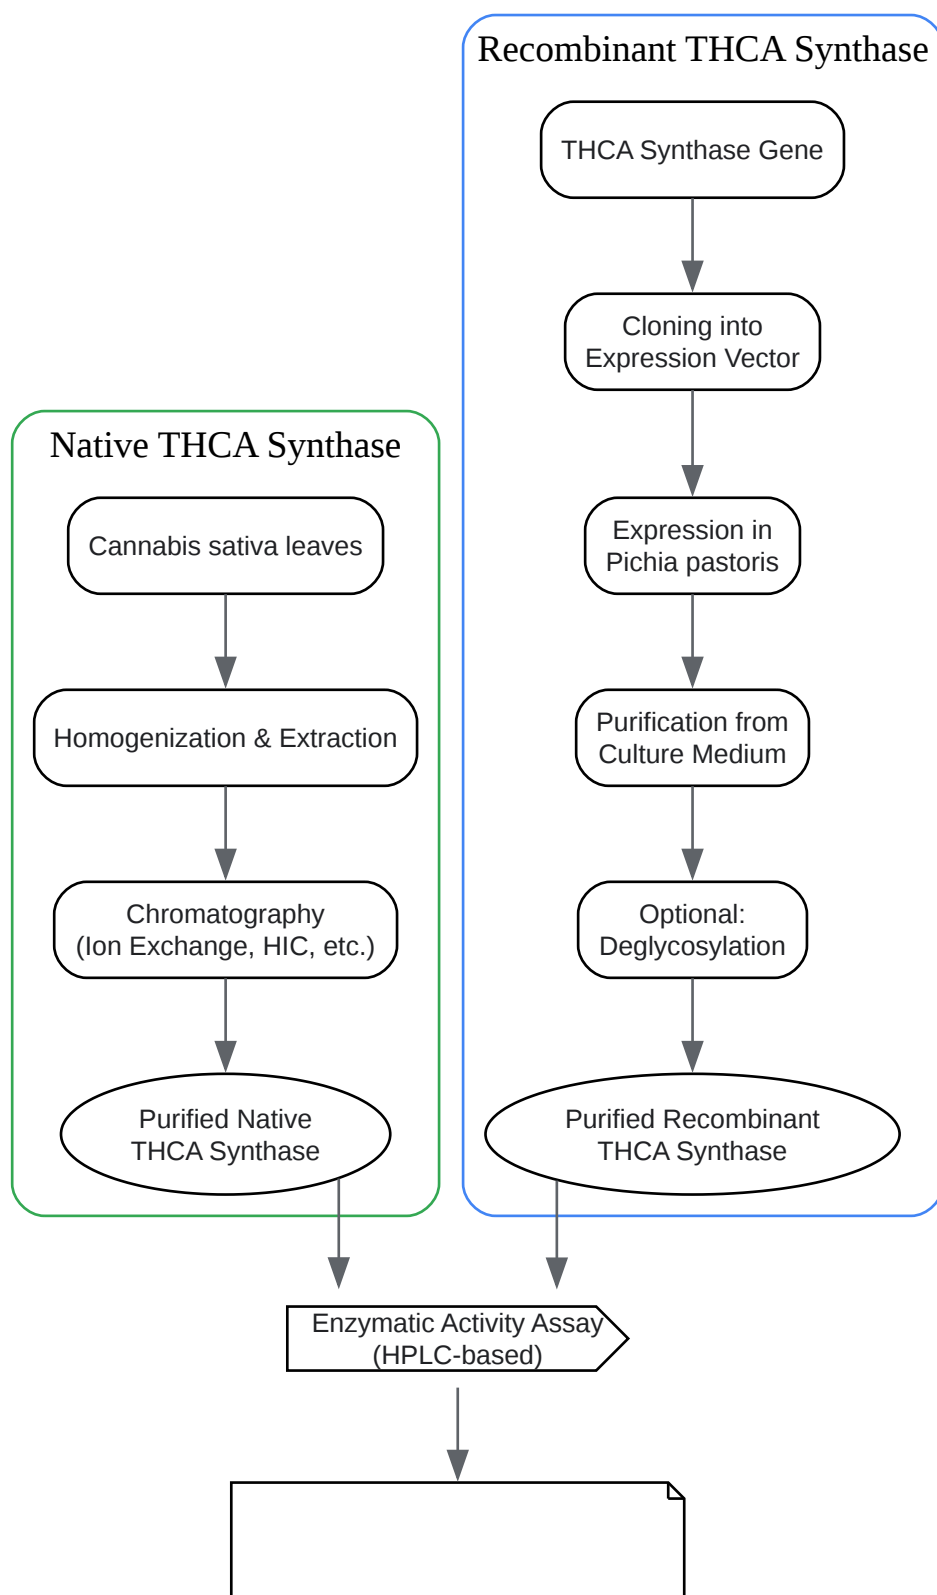 Recombinant THCA Synthase
THCA Synthase Gene
Cloning into
Expression Vector
Expression in
Pichia pastoris
Purification from
Culture Medium
Optional:
Deglycosylation
Purified Recombinant
THCA Synthase
Native THCA Synthase
Cannabis sativa leaves
Homogenization & Extraction
Chromatography
(Ion Exchange, HIC, etc.)
Purified Native
THCA Synthase
Enzymatic Activity Assay
(HPLC-based)